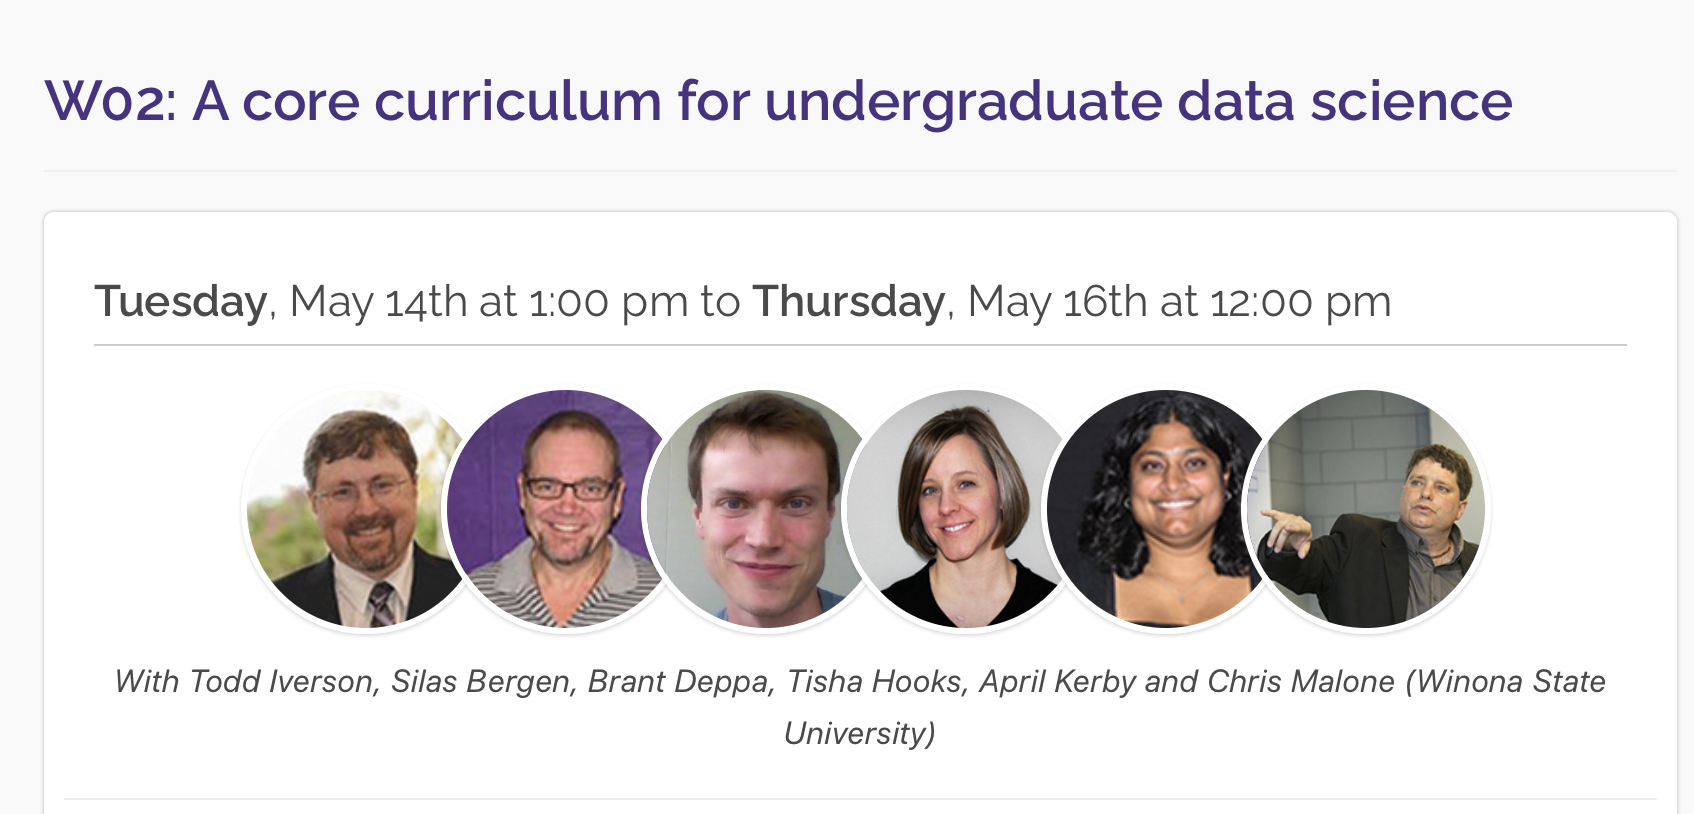 W02: A core curriculum for undergraduate data science
Tuesday, May 14th at 1:00 pm to Thursday, May 16th at 12:00 pm
With Todd Iverson, Silas Bergen, Brant Deppa, Tisha Hooks, April Kerby and Chris Malone (Winona State
University)